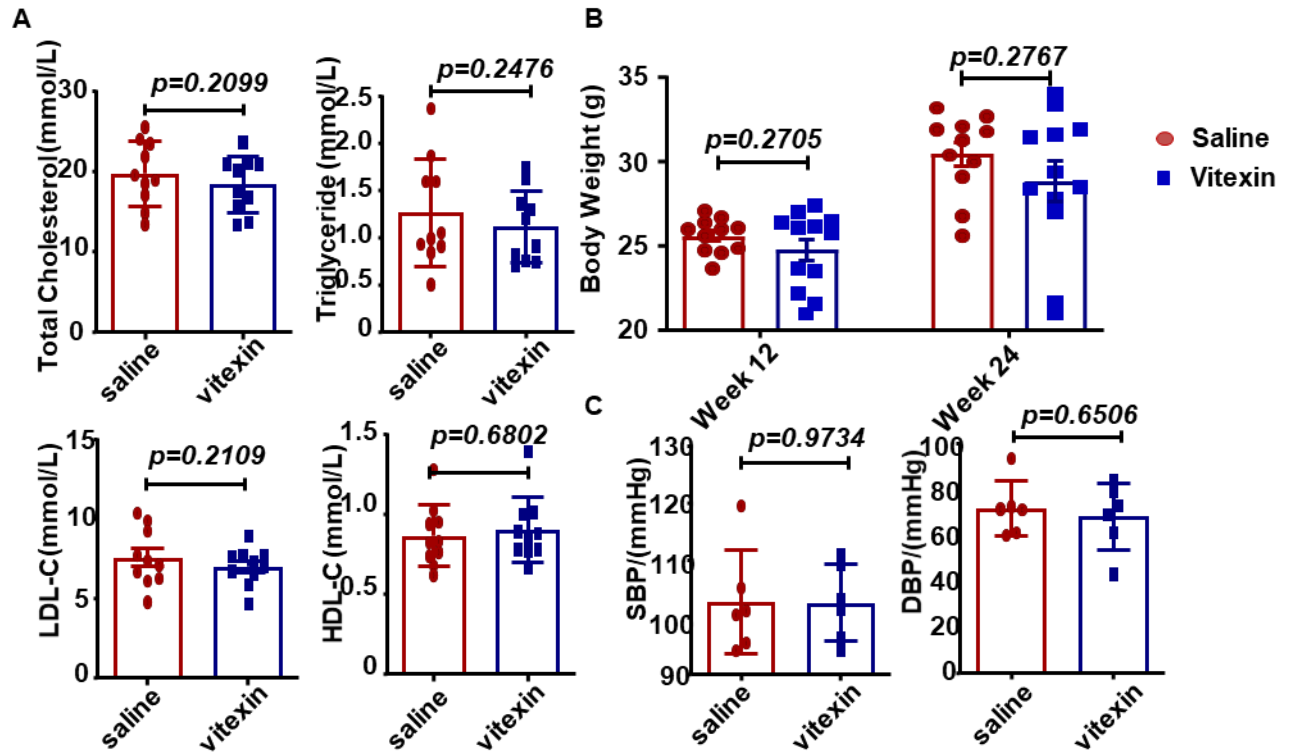 A
Total Cholesterol(mmol/L)
30
20
10
0
p=0.2099
saline
vitexin
Triglyceride (mmol/L)
2.5
2.0
1.5
1.0
0.5
0
p=0.2476
saline
vitexin
B
Body Weight (g)
35
30
25
20
p=0.2705
p=0.2767
Week 12
Week 24
Saline
Vitexin
LDL-C(mmol/L)
15
10
5
0
p=0.2109
saline
vitexin
HDL-C (mmol/L)
1.5
1.0
0.5
0
p=0.6802
saline
vitexin
C
SBP/(mmHg)
130
120
110
100
90
p=0.9734
saline
vitexin
DBP/(mmHg)
100
80
60
40
20
0
p=0.6506
saline
vitexin